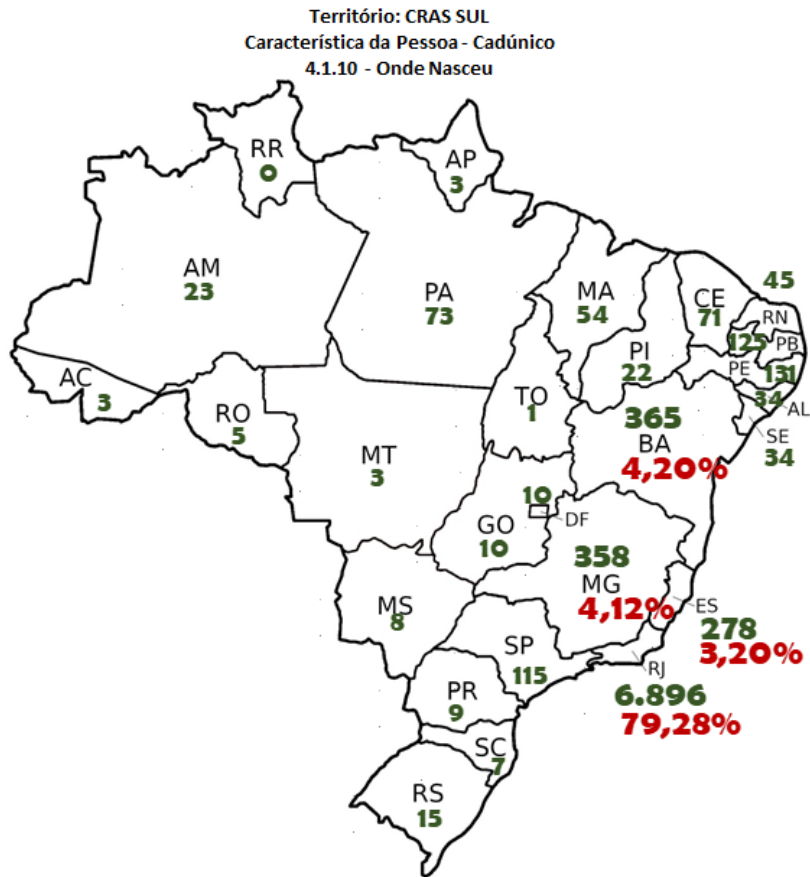 Território: CRAS SUL
Característica da Pessoa - Cadúnico
4.1.10 - Onde Nasceu
RR
0
AP
3
AM
23
PA
73
MA
54
CE
71
45
RN
125
PB
PI
22
PE
131
34
AL
SE
34
AC
3
RO
5
TO
1
MT
3
365
BA
4,20%
10
DF
GO
10
358
MG
4,12%
ES
278
3,20%
MS
8
SP
115
RJ
6.896
79,28%
PR
9
SC
7
RS
15